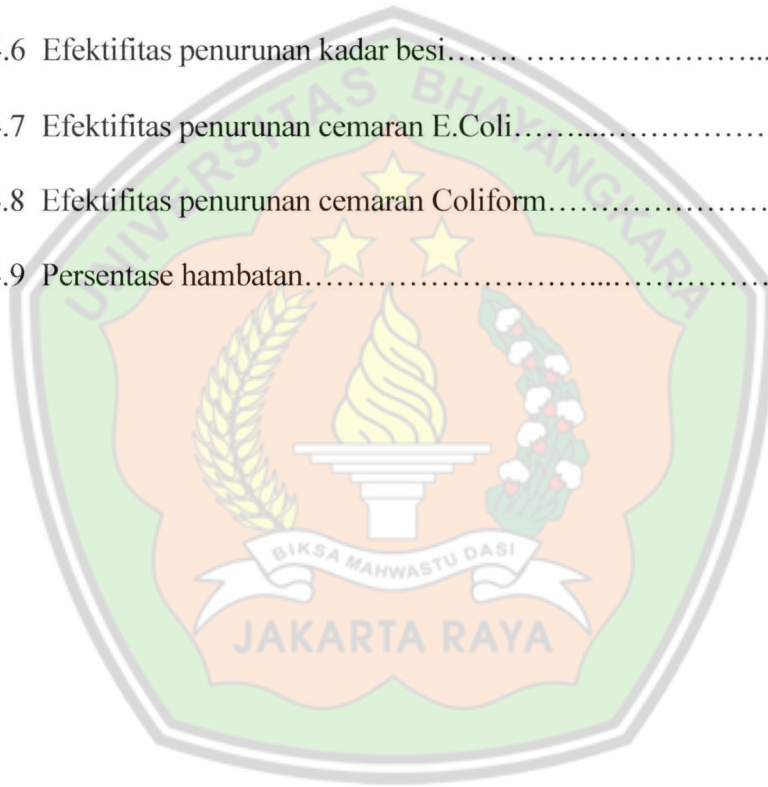 .6 Efektifitas penurunan kadar besi……. ……………………...
.7 Efektifitas penurunan cemaran E.Coli……....………………
.8 Efektifitas penurunan cemaran Coliform……………………
.9 Persentase hambatan…………………………...………………
UNIVERSITAS BHAYANGKARA
BIKSA MAHWASTU DASI
JAKARTA RAYA